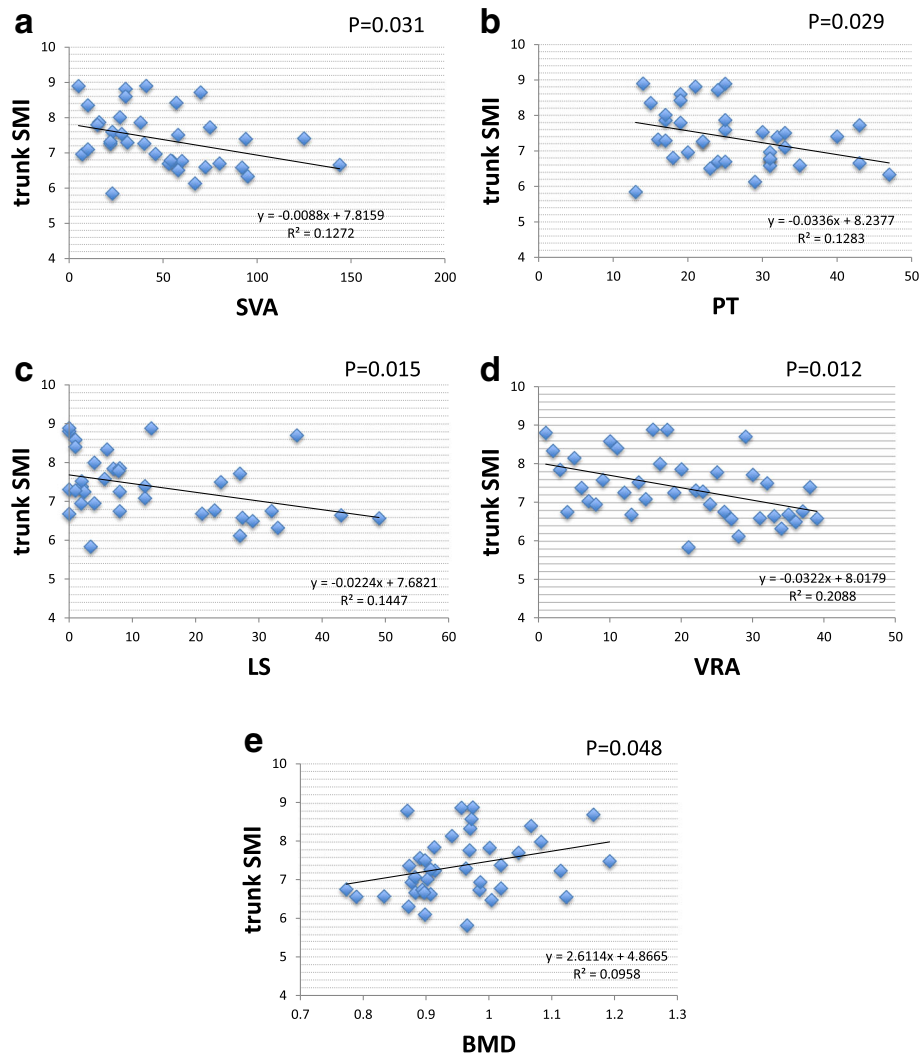 a
P=0.031
10
9
8
7
6
5
4
trunk SMI
y = -0.0088x + 7.8159
R² = 0.1272
0 50 100 150 200
SVA
b
P=0.029
10
9
8
7
6
5
4
trunk SMI
y = -0.0336x + 8.2377
R² = 0.1283
0 10 20 30 40 50
PT
c
P=0.015
10
9
8
7
6
5
4
trunk SMI
y = -0.0224x + 7.6821
R² = 0.1447
0 10 20 30 40 50 60
LS
d
P=0.012
10
9
8
7
6
5
4
trunk SMI
y = -0.0322x + 8.0179
R² = 0.2088
0 10 20 30 40 50
VRA
e
P=0.048
10
9
8
7
6
5
4
trunk SMI
y = 2.6114x + 4.8665
R² = 0.0958
0.7 0.8 0.9 1 1.1 1.2 1.3
BMD